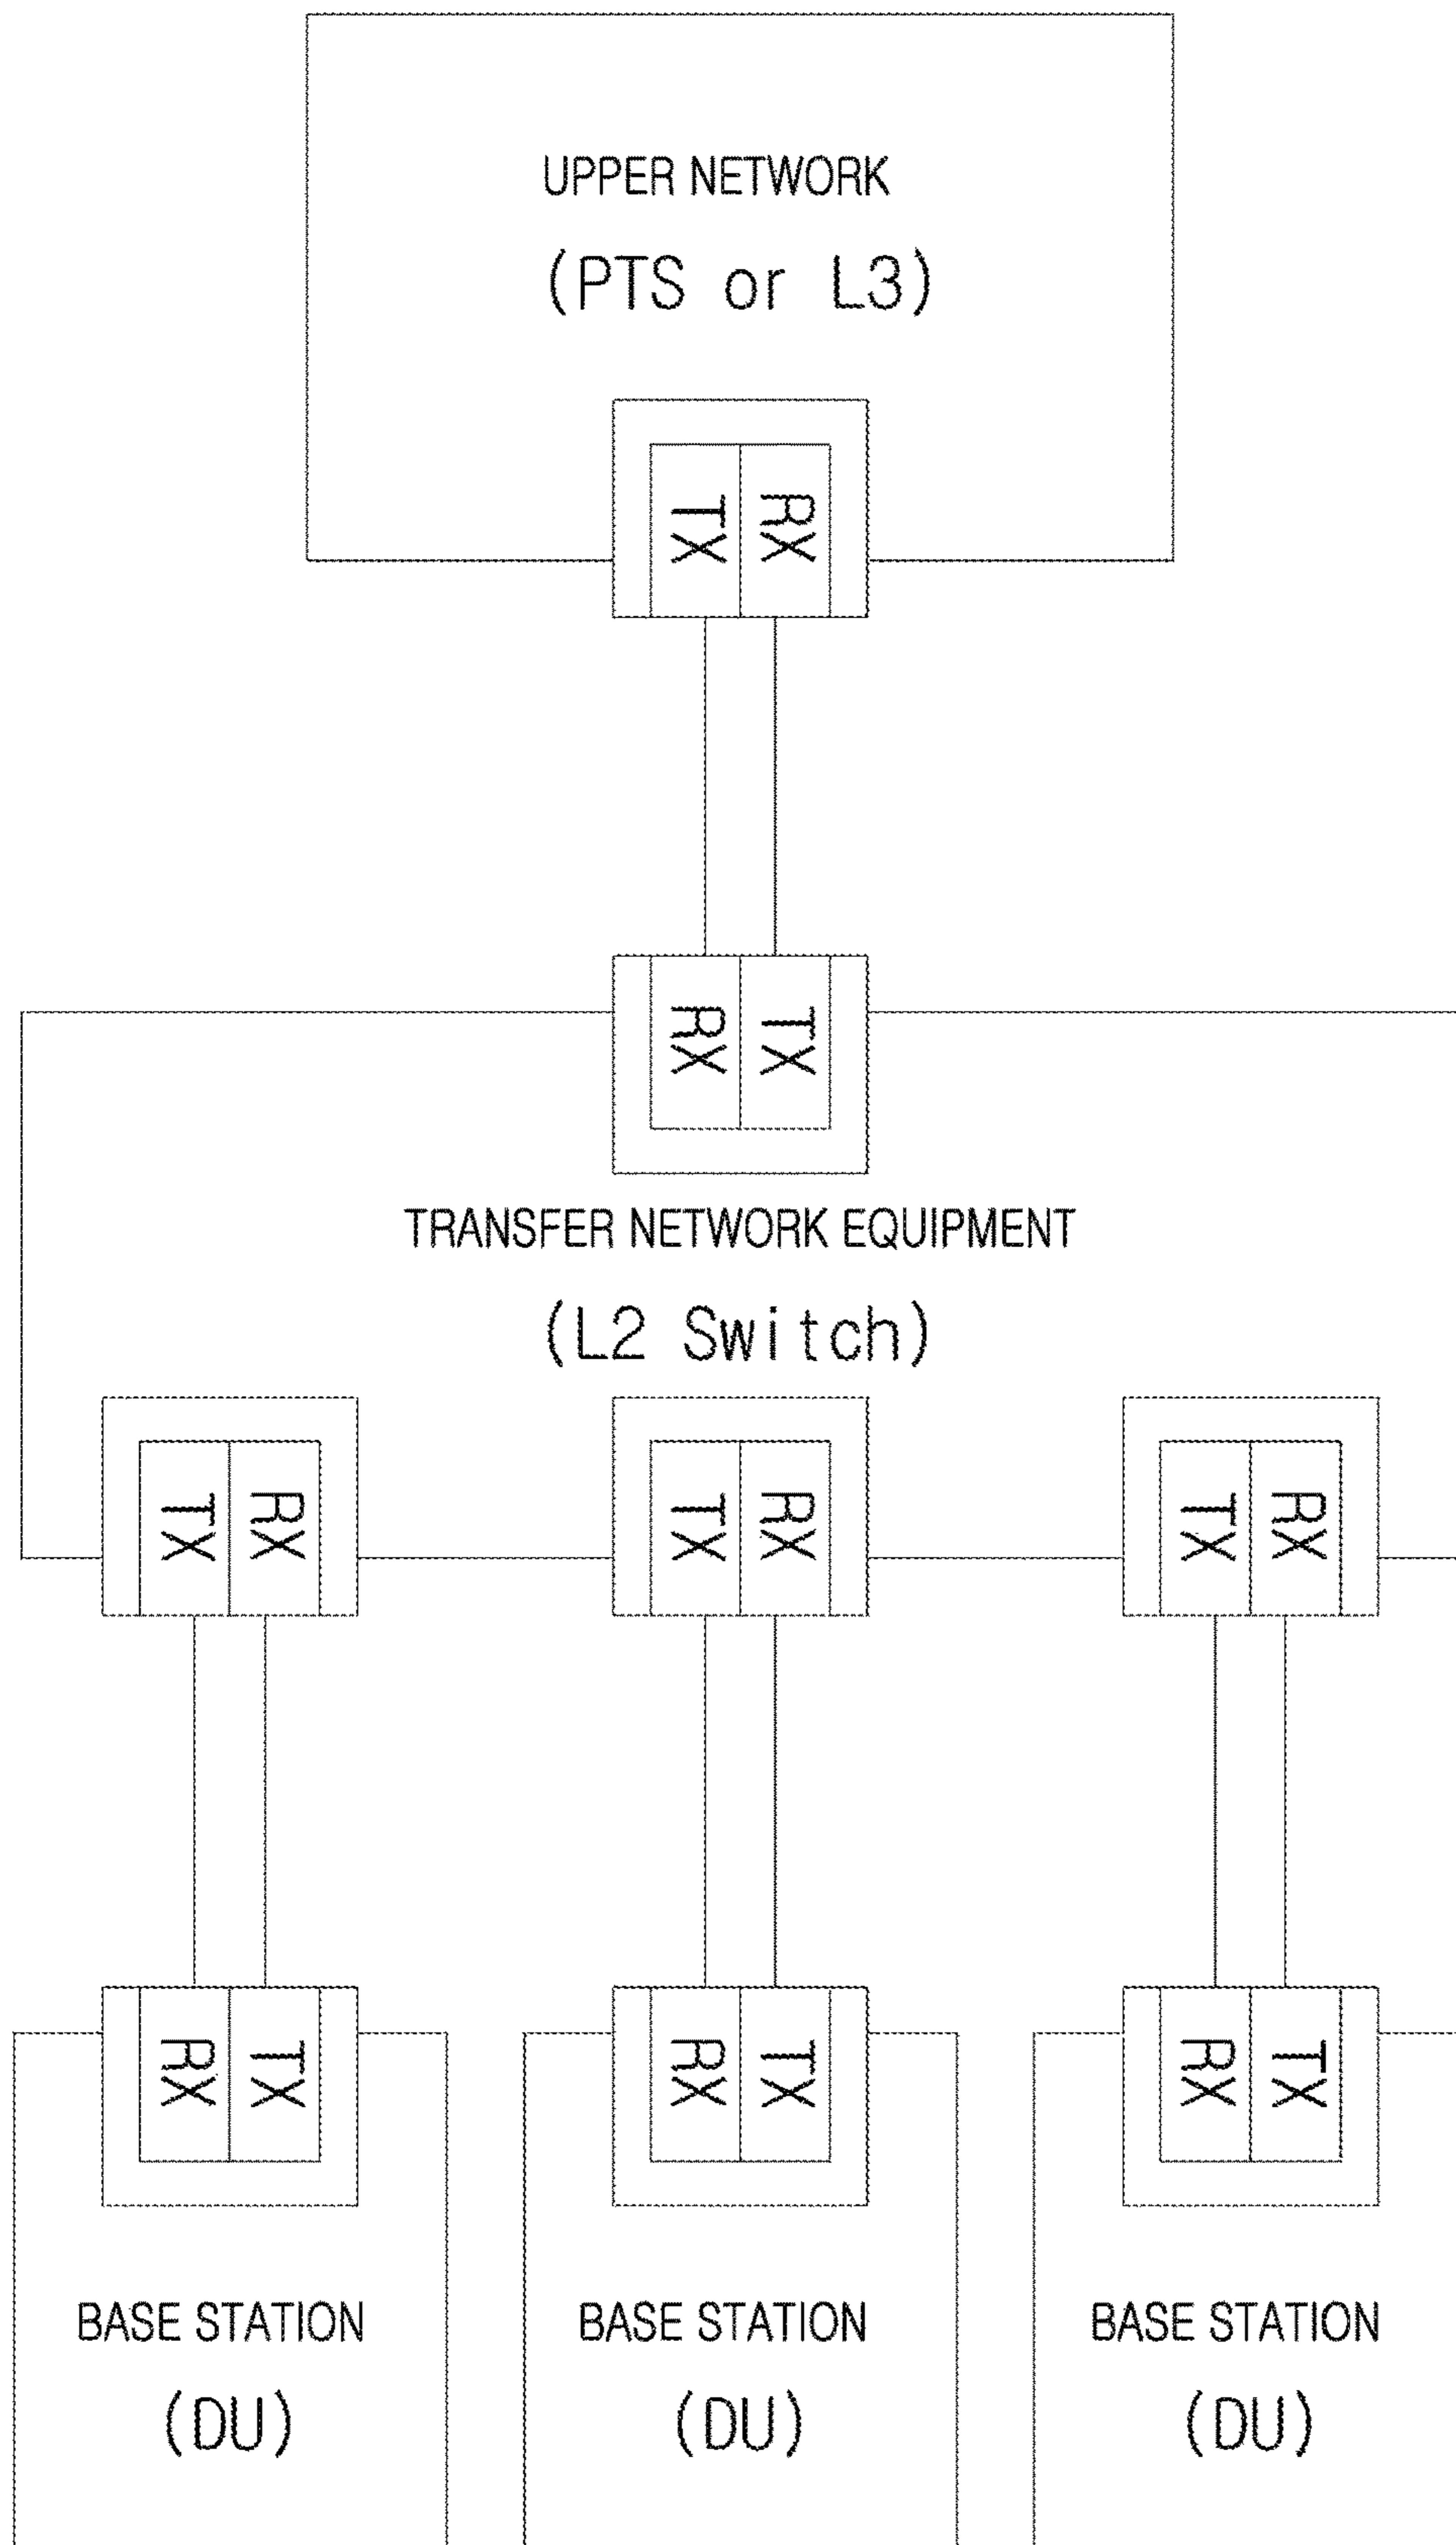 UPPER NETWORK
(PTS or L3)
TX RX
RX TX
TRANSFER NETWORK EQUIPMENT
(L2 Switch)
TX RX TX RX TX RX
RX TX RX TX RX TX
BASE STATION BASE STATION BASE STATION
(DU) (DU) (DU)